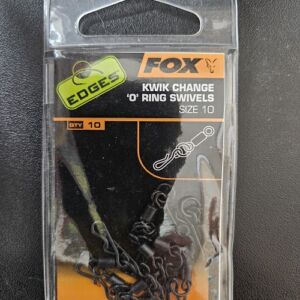 EDGES
FOX
KWIK CHANGE
'O' RING SWIVELS
SIZE 10
QTY 10